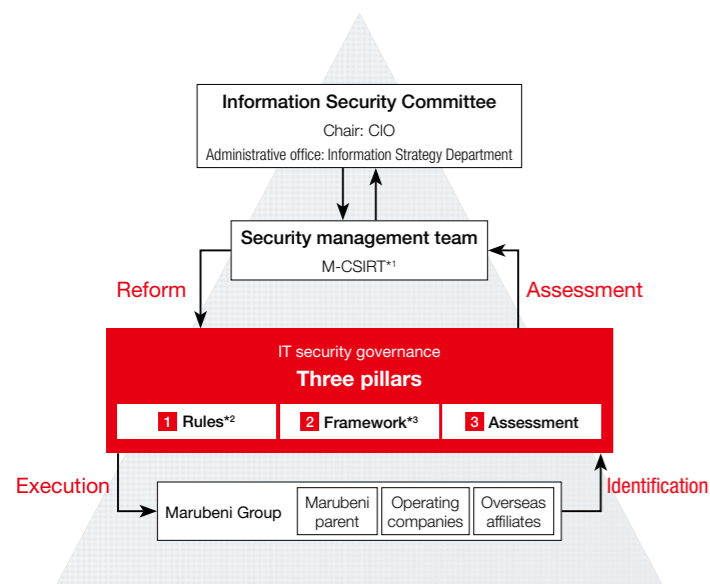 Information Security Committee
Chair: CIO
Administrative office: Information Strategy Department
Security management team
M-CSIRT*1
Reform
Assessment
IT security governance
Three pillars
1 Rules*2
2 Framework*3
3 Assessment
Execution
Identification
Marubeni Group
Marubeni
parent
Operating
companies
Overseas
affiliates